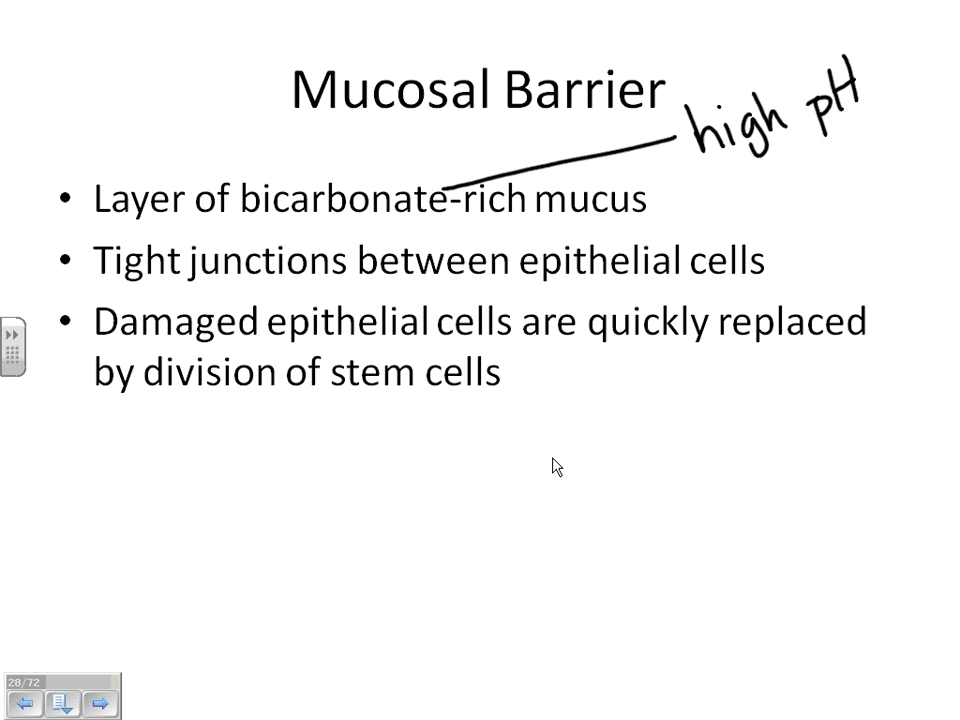 Mucosal Barrier
high pH
• Layer of bicarbonate-rich mucus
• Tight junctions between epithelial cells
• Damaged epithelial cells are quickly replaced
by division of stem cells
28/72